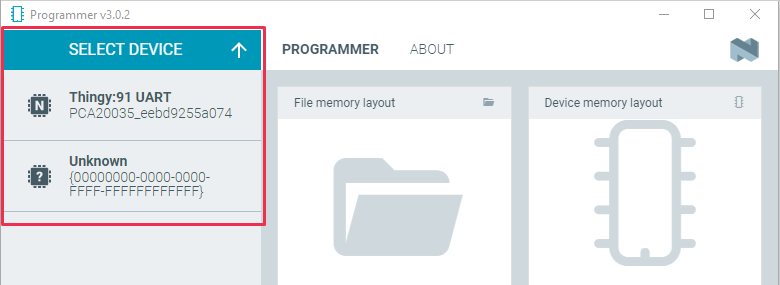 Programmer v3.0.2
SELECT DEVICE
PROGRAMMER
ABOUT
Thingy:91 UART
PCA20035_eebd9255a074
Unknown
{00000000-0000-0000-
FFFF-FFFFFFFFFFFF}
File memory layout
Device memory layout
N
?